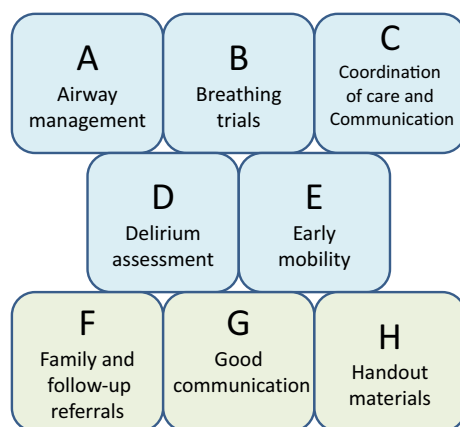 A
Airway
management
B
Breathing
trials
C
Coordination
of care and
Communication
D
Delirium
assessment
E
Early
mobility
F
Family and
follow-up
referrals
G
Good
communication
H
Handout
materials